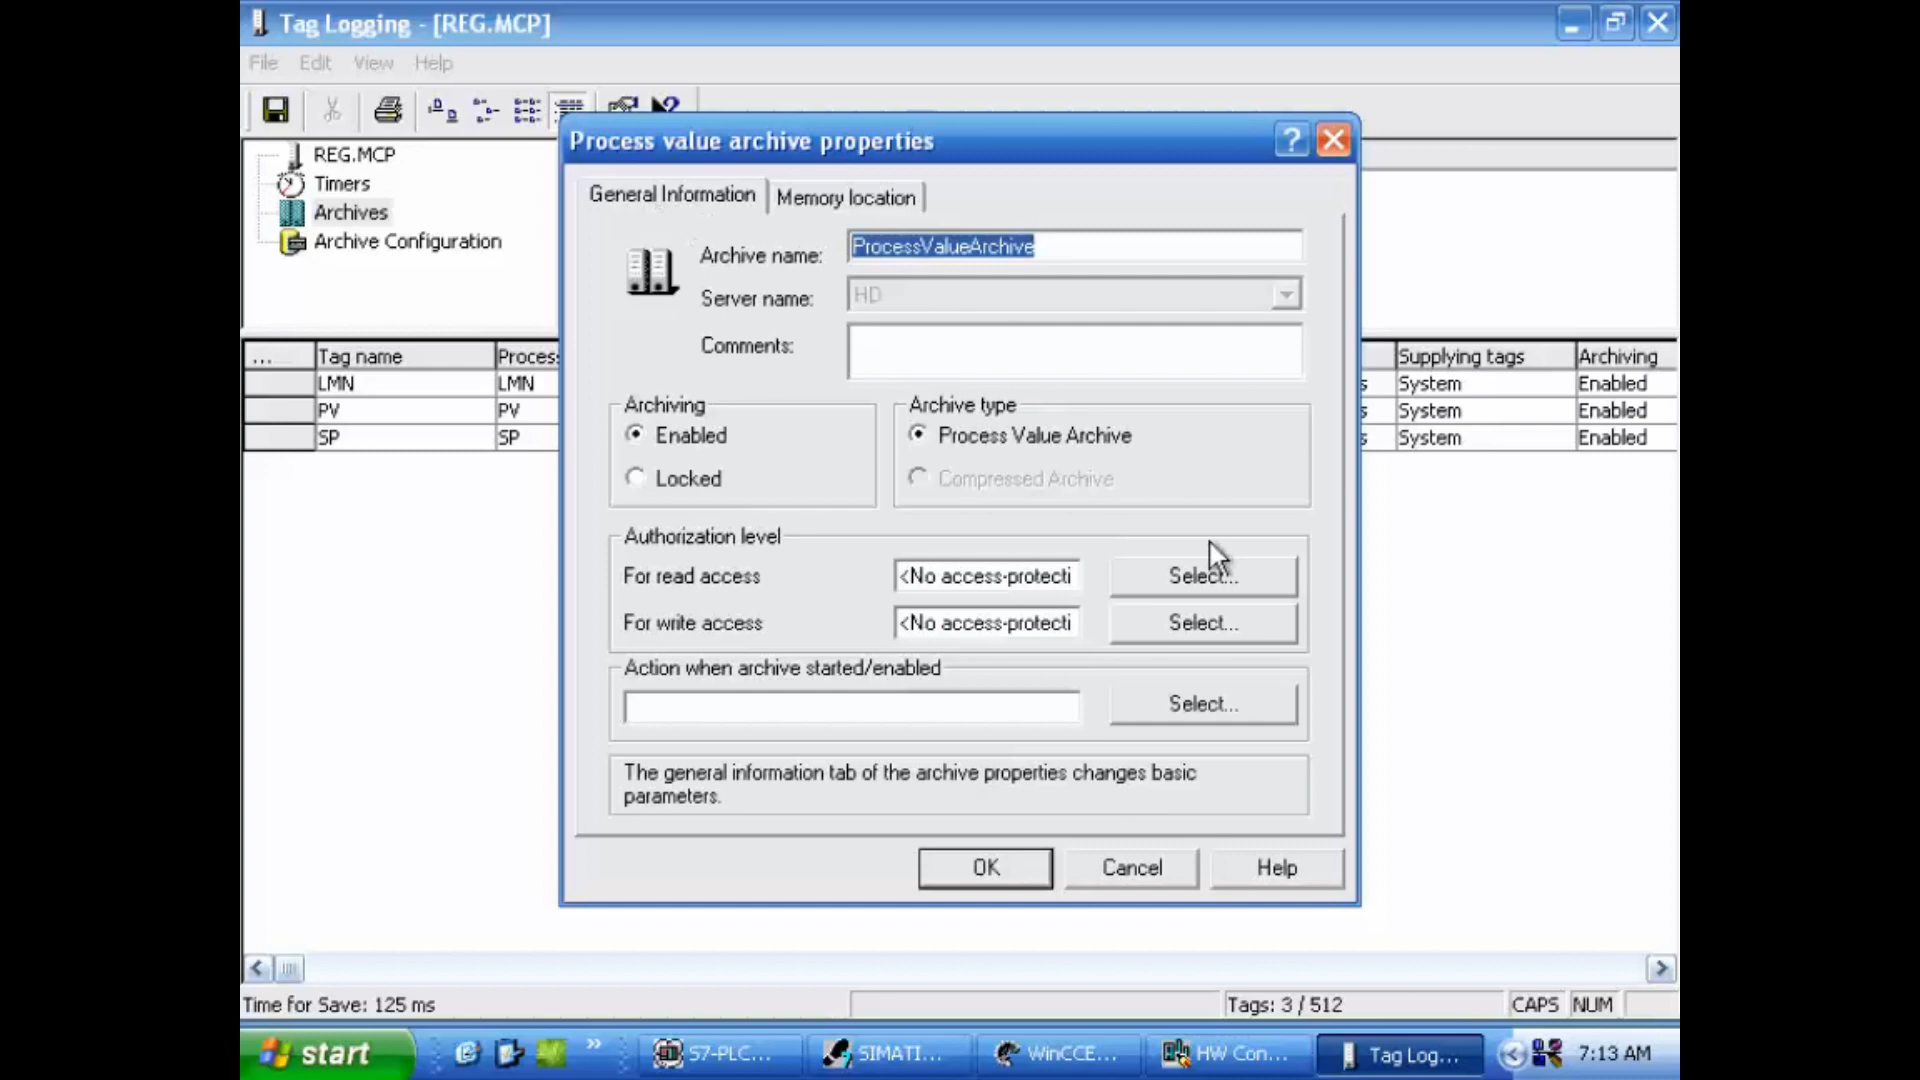 Tag Logging - [REG.MCP]
File Edit View Help
REG.MCP
Timers
Archives
Archive Configuration
Process value archive properties
General Information Memory location
Archive name: ProcessValueArchive
Server name: HD
Comments:
Archiving Archive type
Enabled Process Value Archive
Locked Compressed Archive
Authorization level
For read access <No access-protecti Select...
For write access <No access-protecti Select...
Action when archive started/enabled
Select...
The general information tab of the archive properties changes basic
parameters.
OK Cancel Help
... Tag name Process Supplying tags Archiving
LMN LMN s System Enabled
PV PV s System Enabled
SP SP s System Enabled
Time for Save: 125 ms Tags: 3 / 512 CAPS NUM
start » S7-PLC... SIMATI... WinCCE... HW Con... Tag Log... 7:13 AM